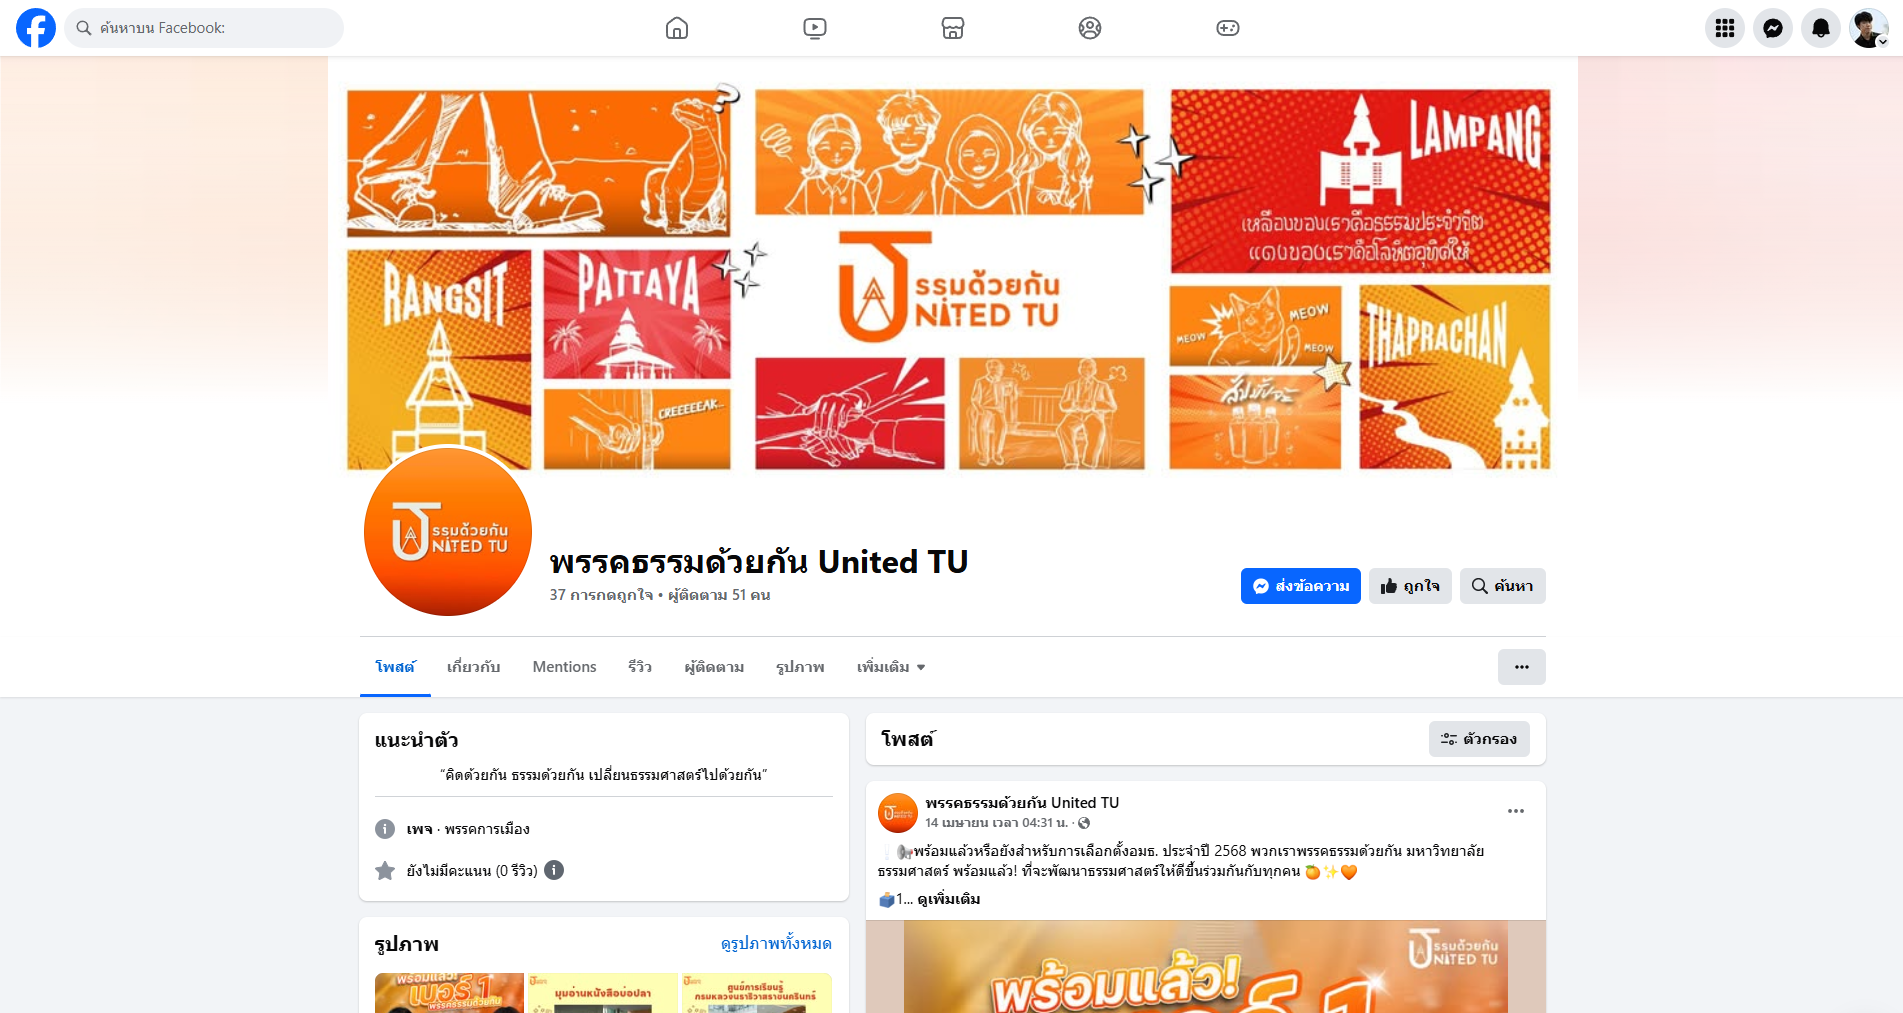 ค้นหาบน Facebook:
?
LAMPANG
เหลืองของเราคือธรรมประจำจิต
แดงของเราคือโลหิตอุทิศให้
RANGSIT
PATTAYA
CREEEEEAK...
ธรรมด้วยกัน
UNITED TU
MEOW
MEOW
MEOW
THAPRACHAN
ธรรมด้วยกัน
UNITED TU
พรรคธรรมด้วยกัน United TU
37 การกดถูกใจ • ผู้ติดตาม 51 คน
ส่งข้อความ
ถูกใจ
ค้นหา
โพสต์
เกี่ยวกับ
Mentions
รีวิว
ผู้ติดตาม
รูปภาพ
เพิ่มเติม
แนะนำตัว
“คิดด้วยกัน ธรรมด้วยกัน เปลี่ยนธรรมศาสตร์ไปด้วยกัน”
เพจ · พรรคการเมือง
ยังไม่มีคะแนน (0 รีวิว)
รูปภาพ
ดูรูปภาพทั้งหมด
พร้อมแล้ว!
เบอร์ 1
พรรคธรรมด้วยกัน
มุมอ่านหนังสือบ่อปลา
ศูนย์การเรียนรู้
กรมหลวงนราธิวาสราชนครินทร์
โพสต์
ตัวกรอง
พรรคธรรมด้วยกัน United TU
14 เมษายน เวลา 04:31 น. ·
❕📢พร้อมแล้วหรือยังสำหรับการเลือกตั้งอมธ. ประจำปี 2568 พวกเราพรรคธรรมด้วยกัน มหาวิทยาลัย
ธรรมศาสตร์ พร้อมแล้ว! ที่จะพัฒนาธรรมศาสตร์ให้ดีขึ้นร่วมกันกับทุกคน 🍊✨🧡
🗳️1... ดูเพิ่มเติม
ธรรมด้วยกัน
UNITED TU
พร้อมแล้ว!